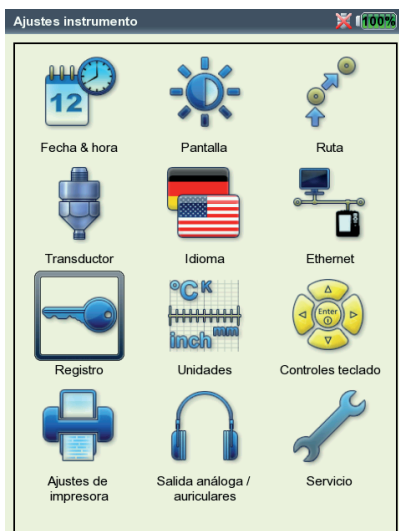 Ajustes instrumento 100%
12
Fecha & hora Pantalla Ruta
Transductor Idioma Ethernet
°C K
inch mm
Enter
Registro Unidades Controles teclado
Ajustes de impresora Salida análoga / auriculares Servicio